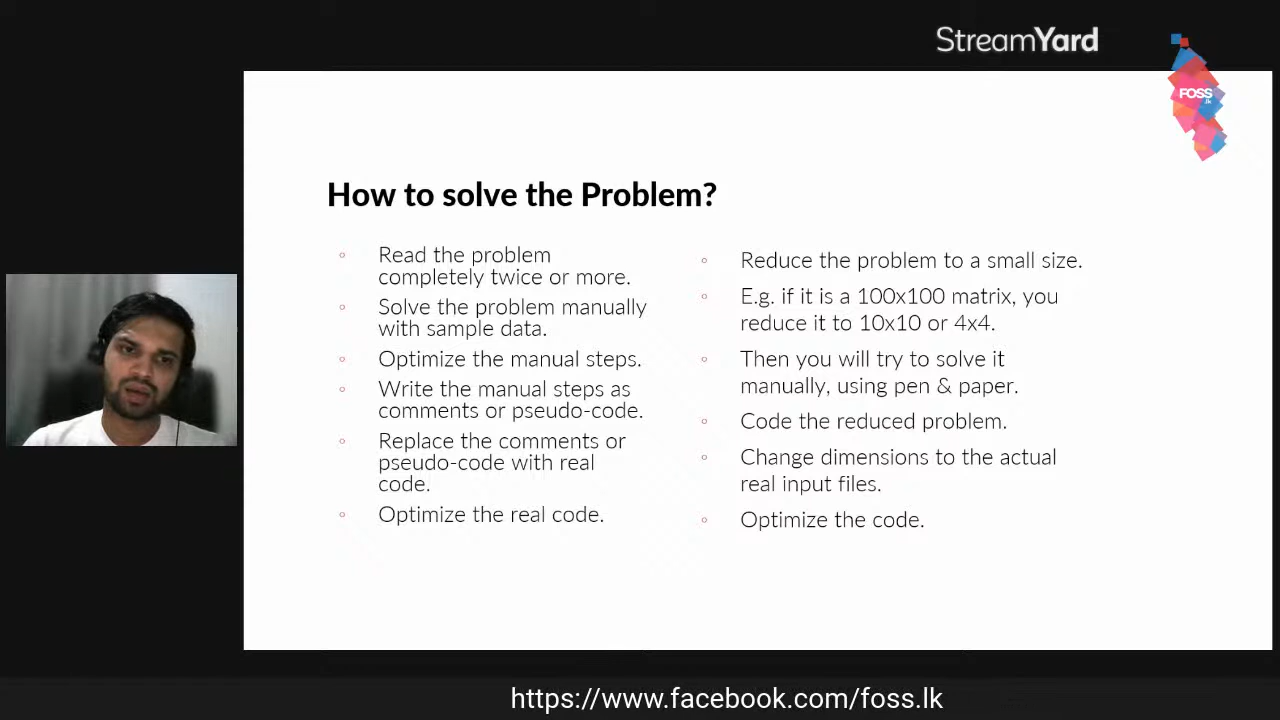 StreamYard
FOSS
.lk
How to solve the Problem?
Read the problem
completely twice or more.
Solve the problem manually
with sample data.
Optimize the manual steps.
Write the manual steps as
comments or pseudo-code.
Replace the comments or
pseudo-code with real
code.
Optimize the real code.
Reduce the problem to a small size.
E.g. if it is a 100x100 matrix, you
reduce it to 10x10 or 4x4.
Then you will try to solve it
manually, using pen & paper.
Code the reduced problem.
Change dimensions to the actual
real input files.
Optimize the code.
https://www.facebook.com/foss.lk